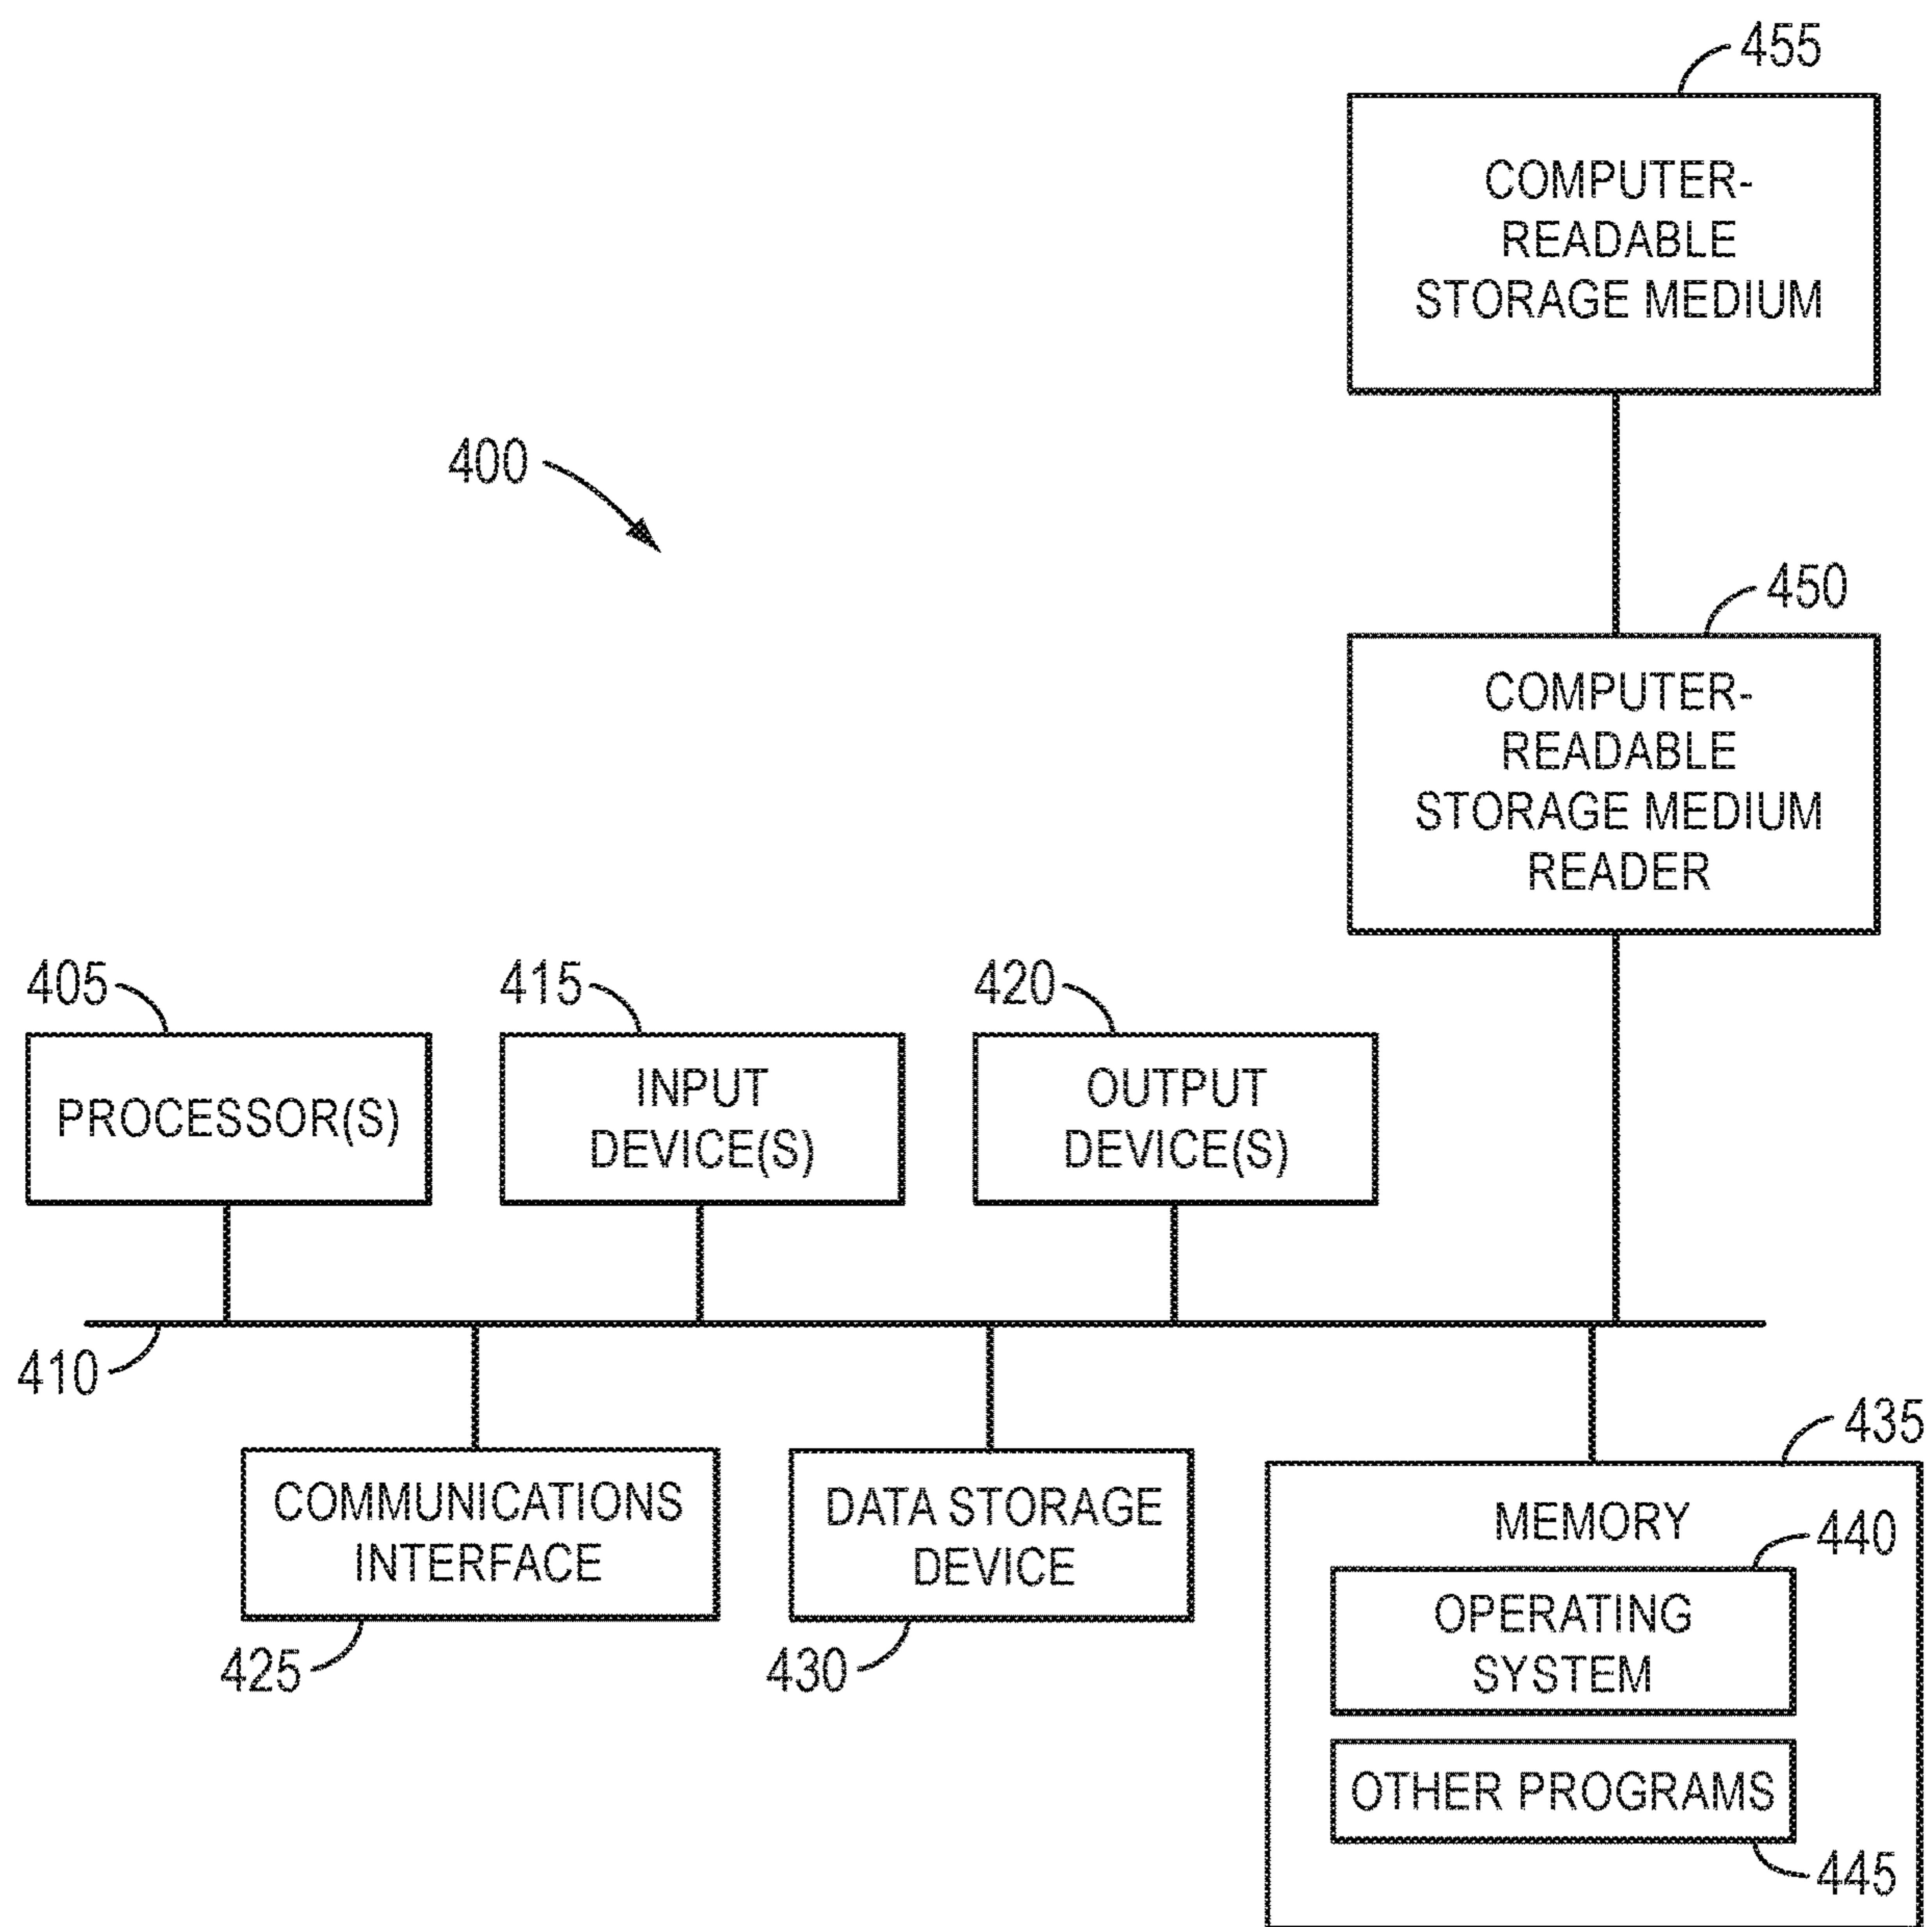 455
COMPUTER-
READABLE
STORAGE MEDIUM
400
450
COMPUTER-
READABLE
STORAGE MEDIUM
READER
405
PROCESSOR(S)
415
INPUT
DEVICE(S)
420
OUTPUT
DEVICE(S)
410
COMMUNICATIONS
INTERFACE
425
DATA STORAGE
DEVICE
430
435
MEMORY
440
OPERATING
SYSTEM
OTHER PROGRAMS
445